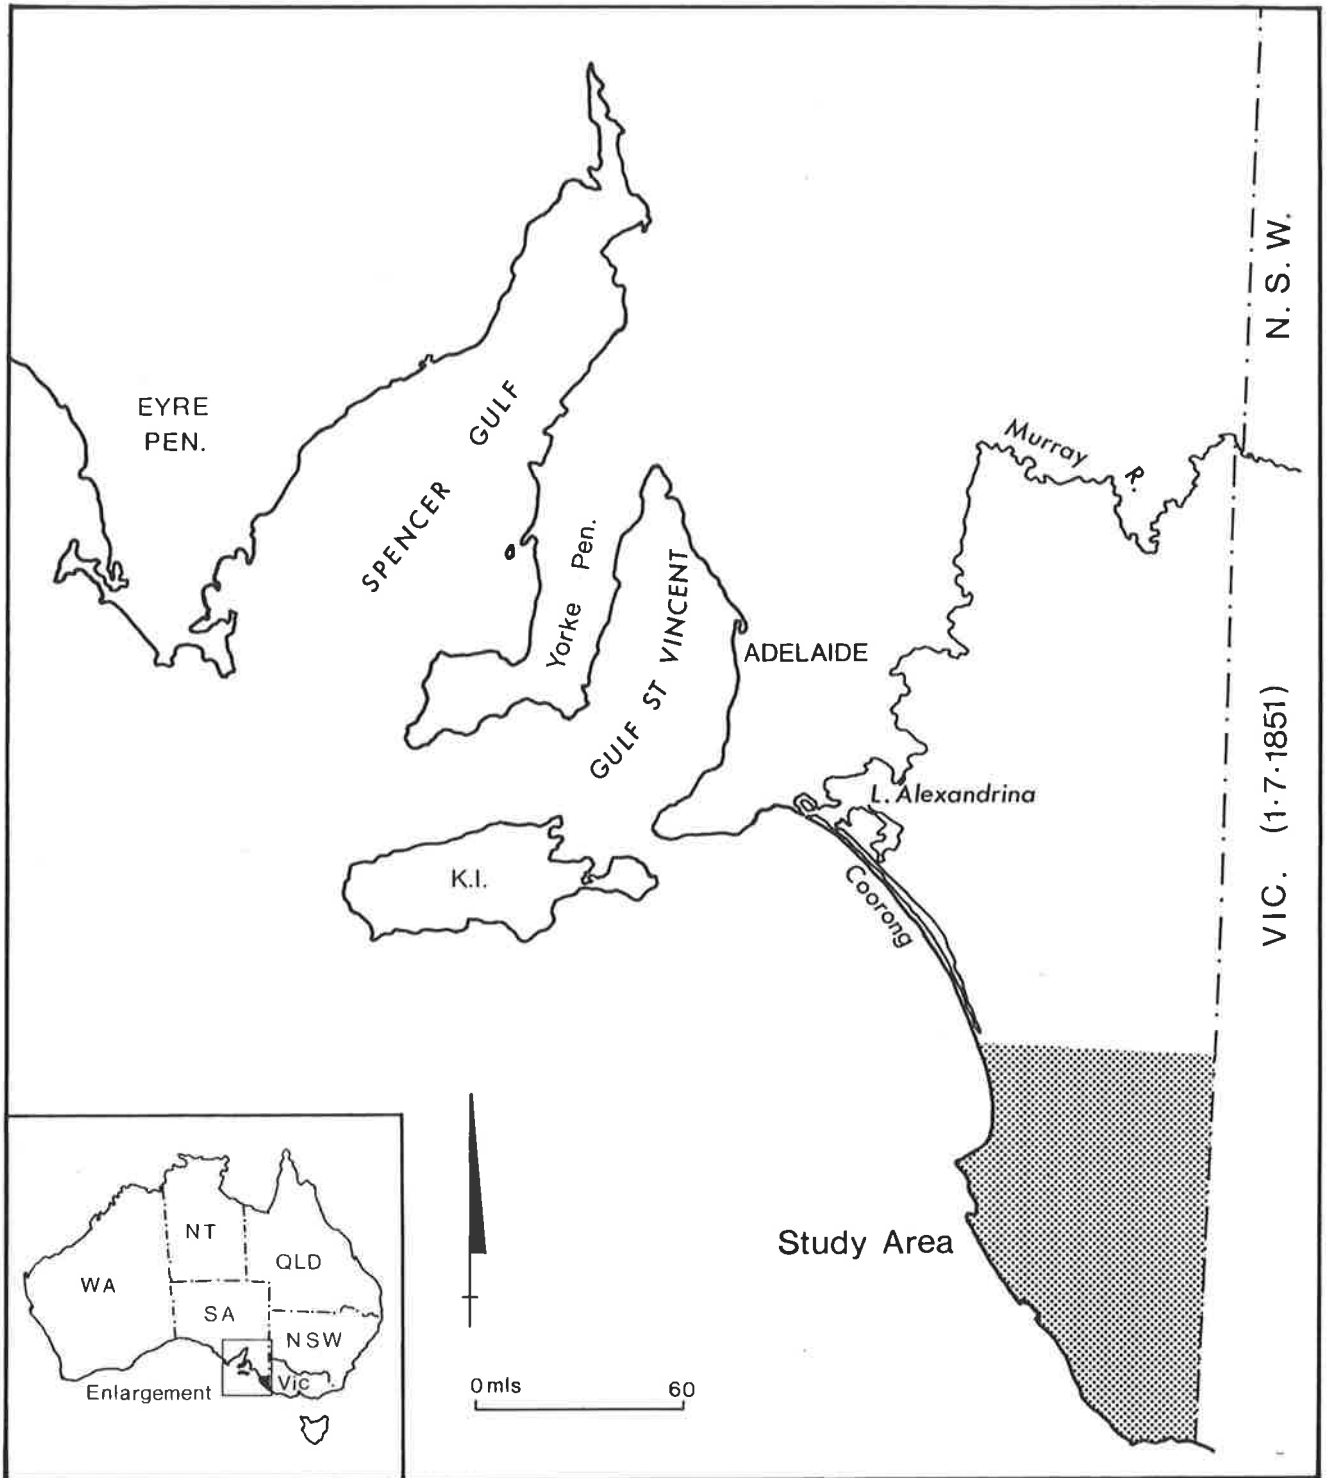 N. S. W.
EYRE
PEN.
SPENCER GULF
Murray R.
Yorke Pen.
GULF ST VINCENT
ADELAIDE
VIC. (1·7·1851)
L. Alexandrina
K.I.
Coorong
Study Area
NT
WA
QLD
SA
NSW
Vic
Enlargement
0 mls 60